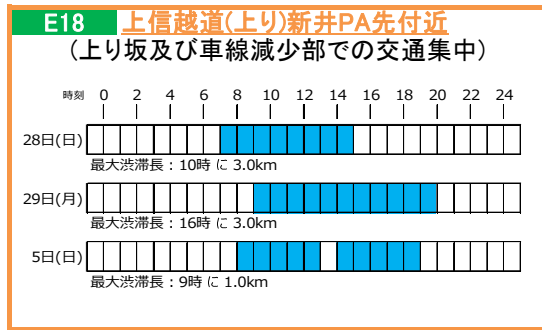 E18 上信越道(上り)新井PA先付近
(上り坂及び車線減少部での交通集中)
時刻 0 2 4 6 8 10 12 14 16 18 20 22 24
28日(日)
最大渋滞長：10時 に 3.0km
29日(月)
最大渋滞長：16時 に 3.0km
5日(日)
最大渋滞長：9時 に 1.0km